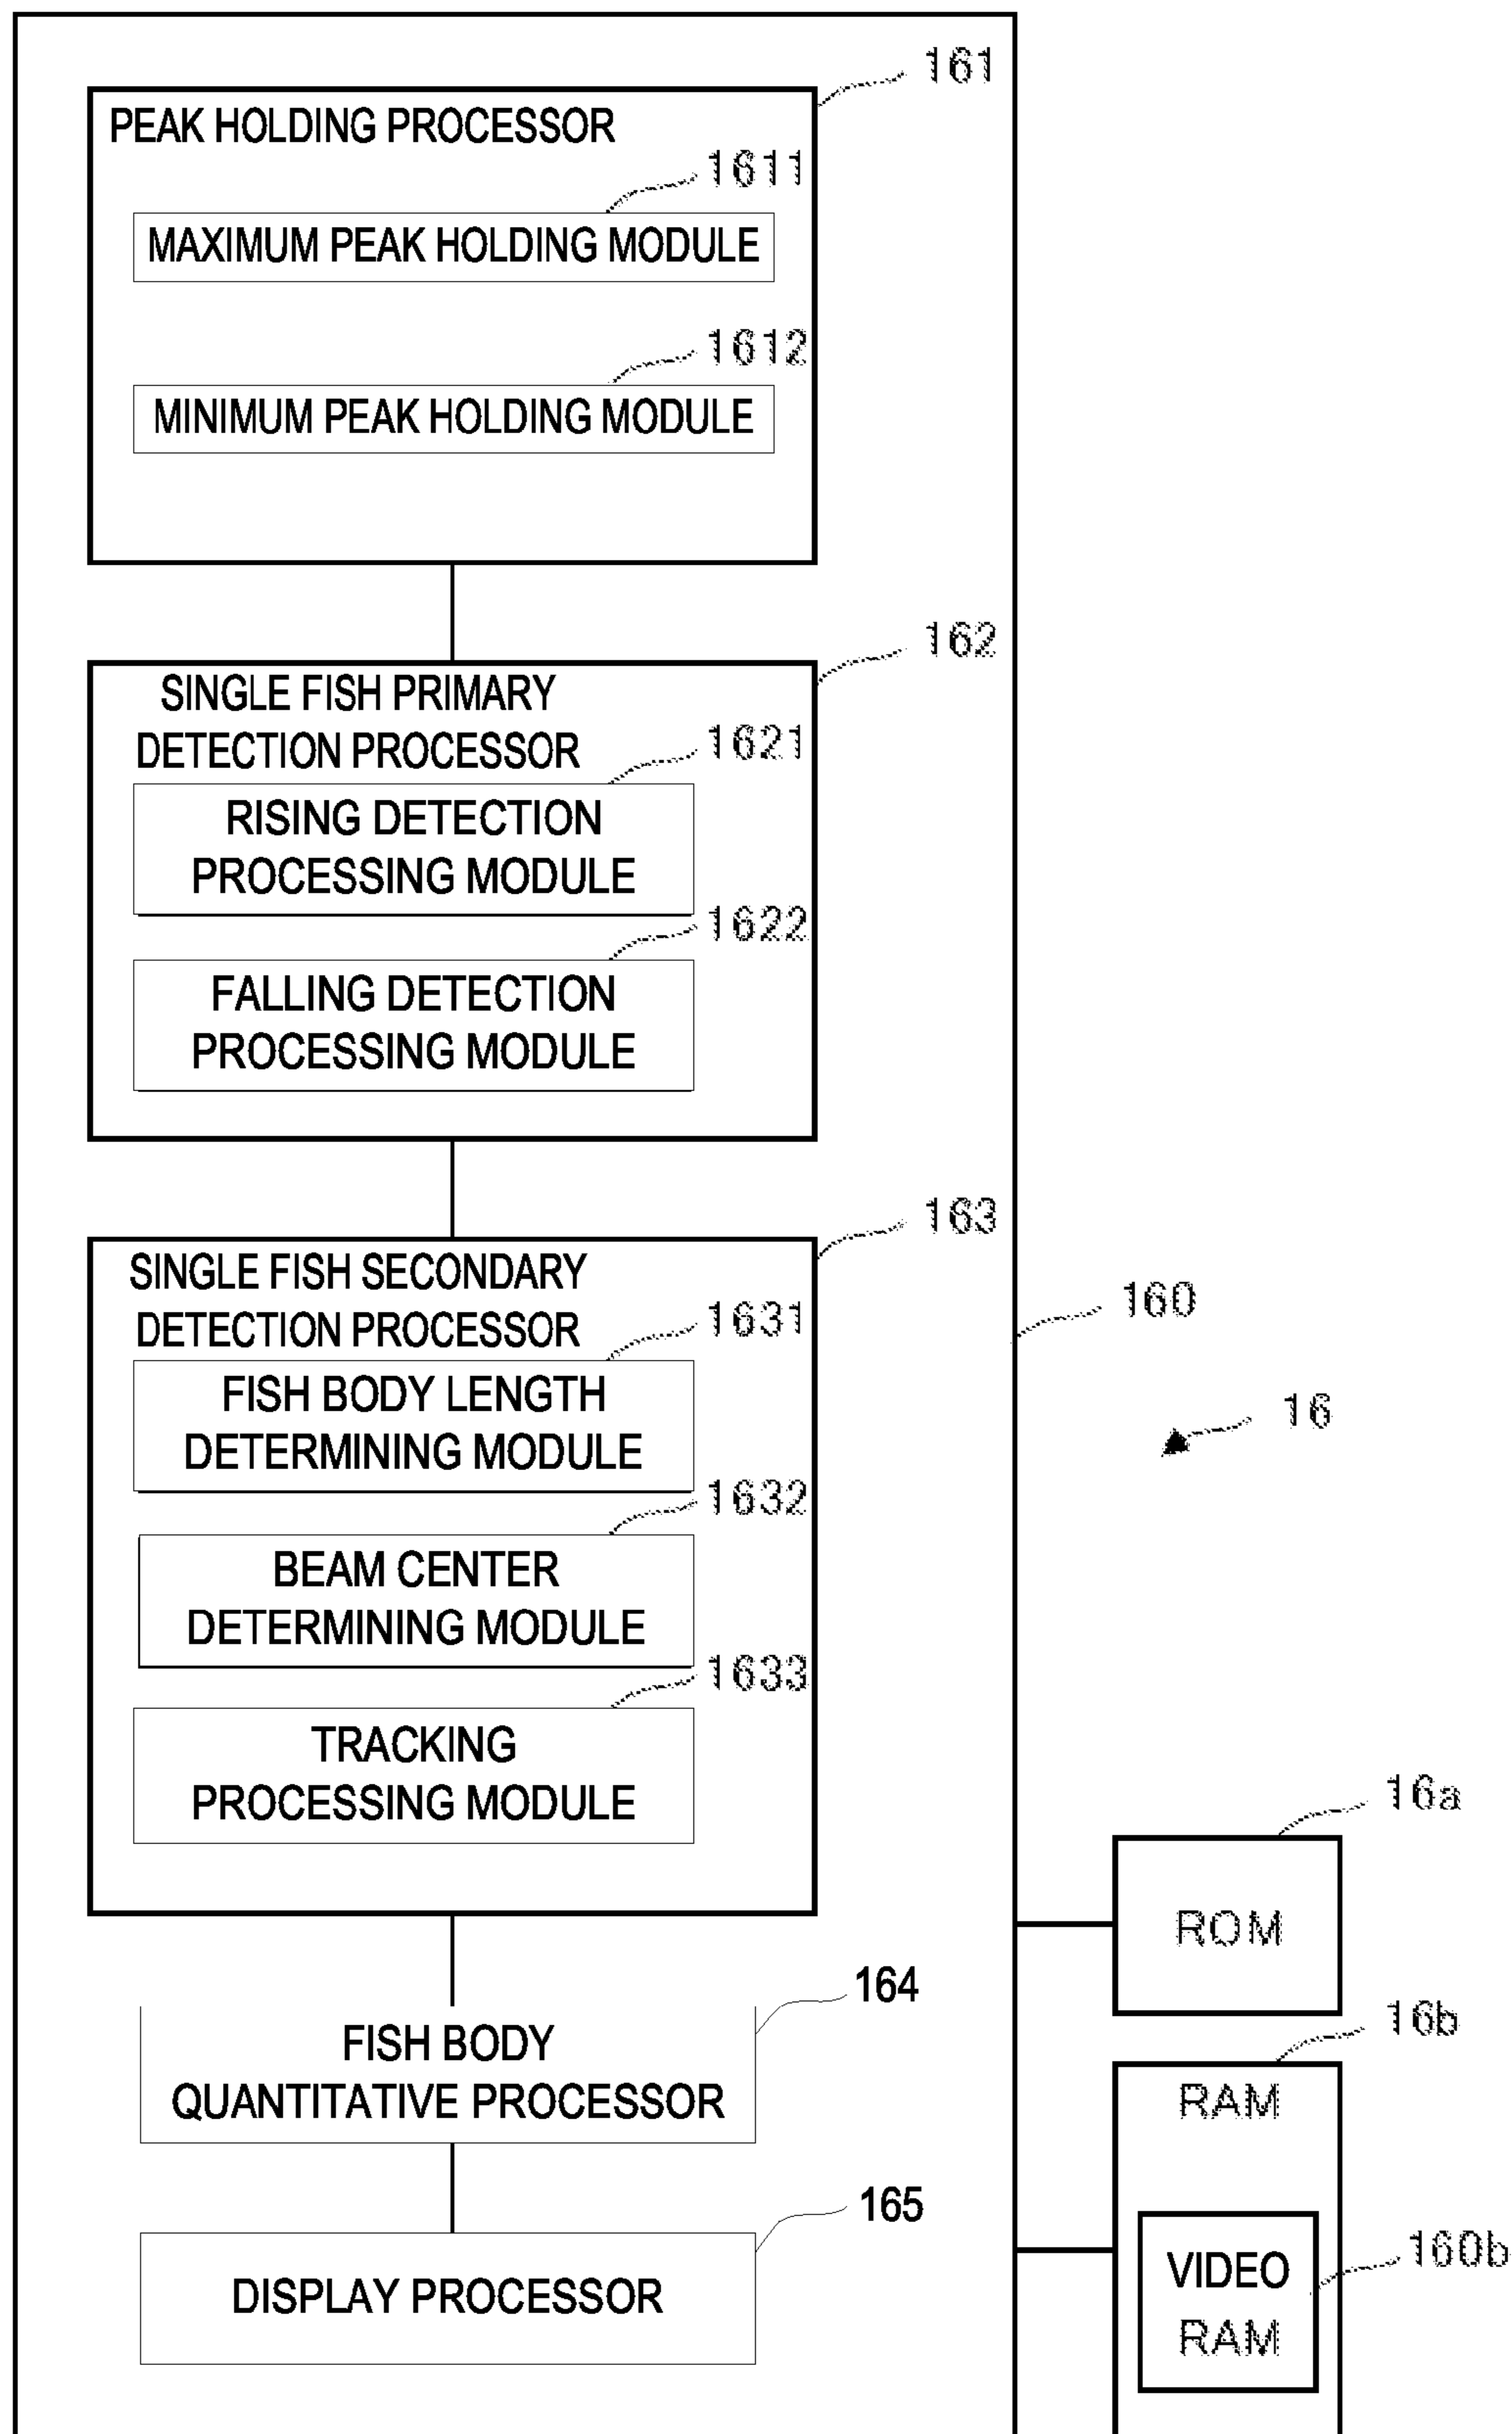 161
PEAK HOLDING PROCESSOR
1611
MAXIMUM PEAK HOLDING MODULE
1612
MINIMUM PEAK HOLDING MODULE
162
SINGLE FISH PRIMARY
DETECTION PROCESSOR
1621
RISING DETECTION
PROCESSING MODULE
1622
FALLING DETECTION
PROCESSING MODULE
163
SINGLE FISH SECONDARY
DETECTION PROCESSOR
1631
FISH BODY LENGTH
DETERMINING MODULE
1632
BEAM CENTER
DETERMINING MODULE
1633
TRACKING
PROCESSING MODULE
160
16
164
FISH BODY
QUANTITATIVE PROCESSOR
165
DISPLAY PROCESSOR
16a
ROM
16b
RAM
160b
VIDEO
RAM